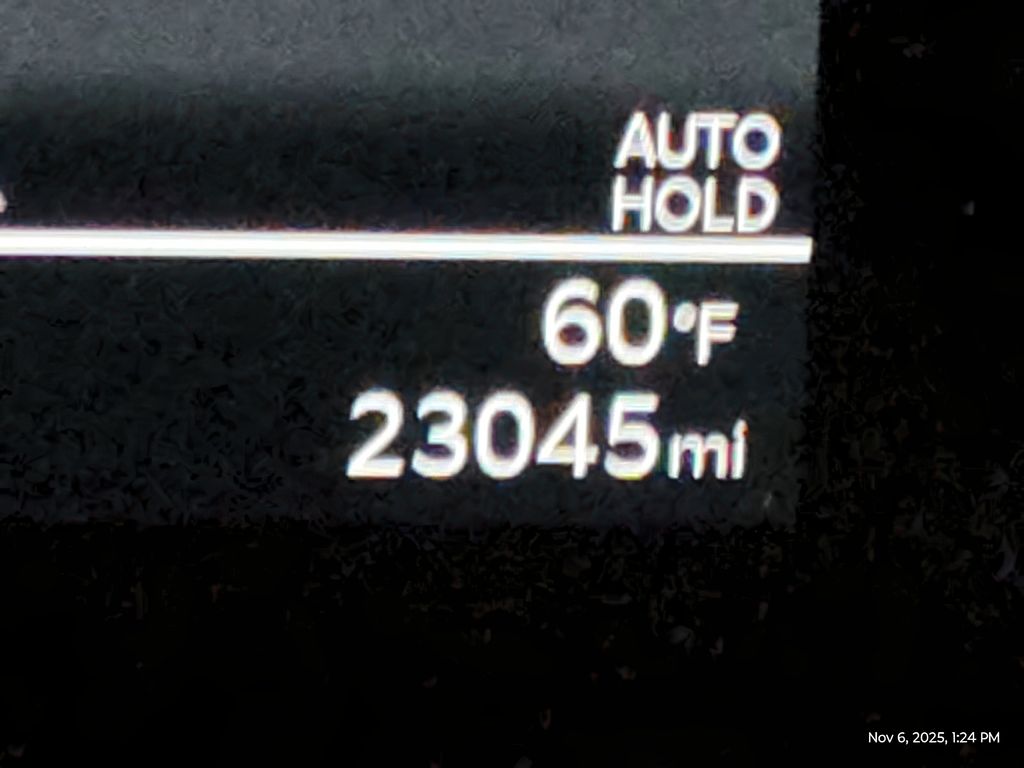 AUTO
HOLD
60°F
23045mi
Nov 6, 2025, 1:24 PM